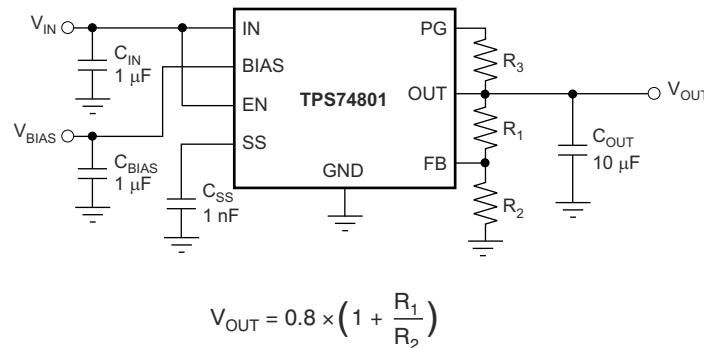 V_IN
C_IN
1 μF
V_BIAS
C_BIAS
1 μF
C_SS
1 nF
IN
BIAS
EN
SS
TPS74801
GND
PG
OUT
FB
R_3
R_1
R_2
V_OUT
C_OUT
10 μF
V_OUT = 0.8 × (1 + R_1 / R_2)